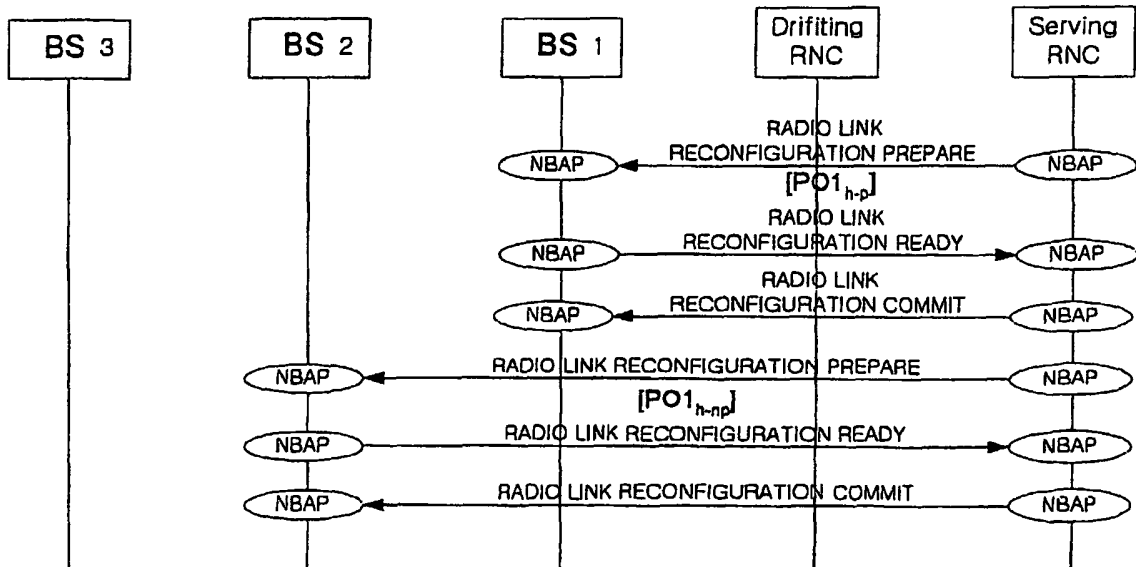 BS 3
BS 2
BS 1
Drifiting
RNC
Serving
RNC
RADIO LINK
RECONFIGURATION PREPARE
NBAP
NBAP
[PO1h-p]
RADIO LINK
RECONFIGURATION READY
NBAP
NBAP
RADIO LINK
RECONFIGURATION COMMIT
NBAP
NBAP
RADIO LINK RECONFIGURATION PREPARE
NBAP
NBAP
[PO1h-np]
RADIO LINK RECONFIGURATION READY
NBAP
NBAP
RADIO LINK RECONFIGURATION COMMIT
NBAP
NBAP